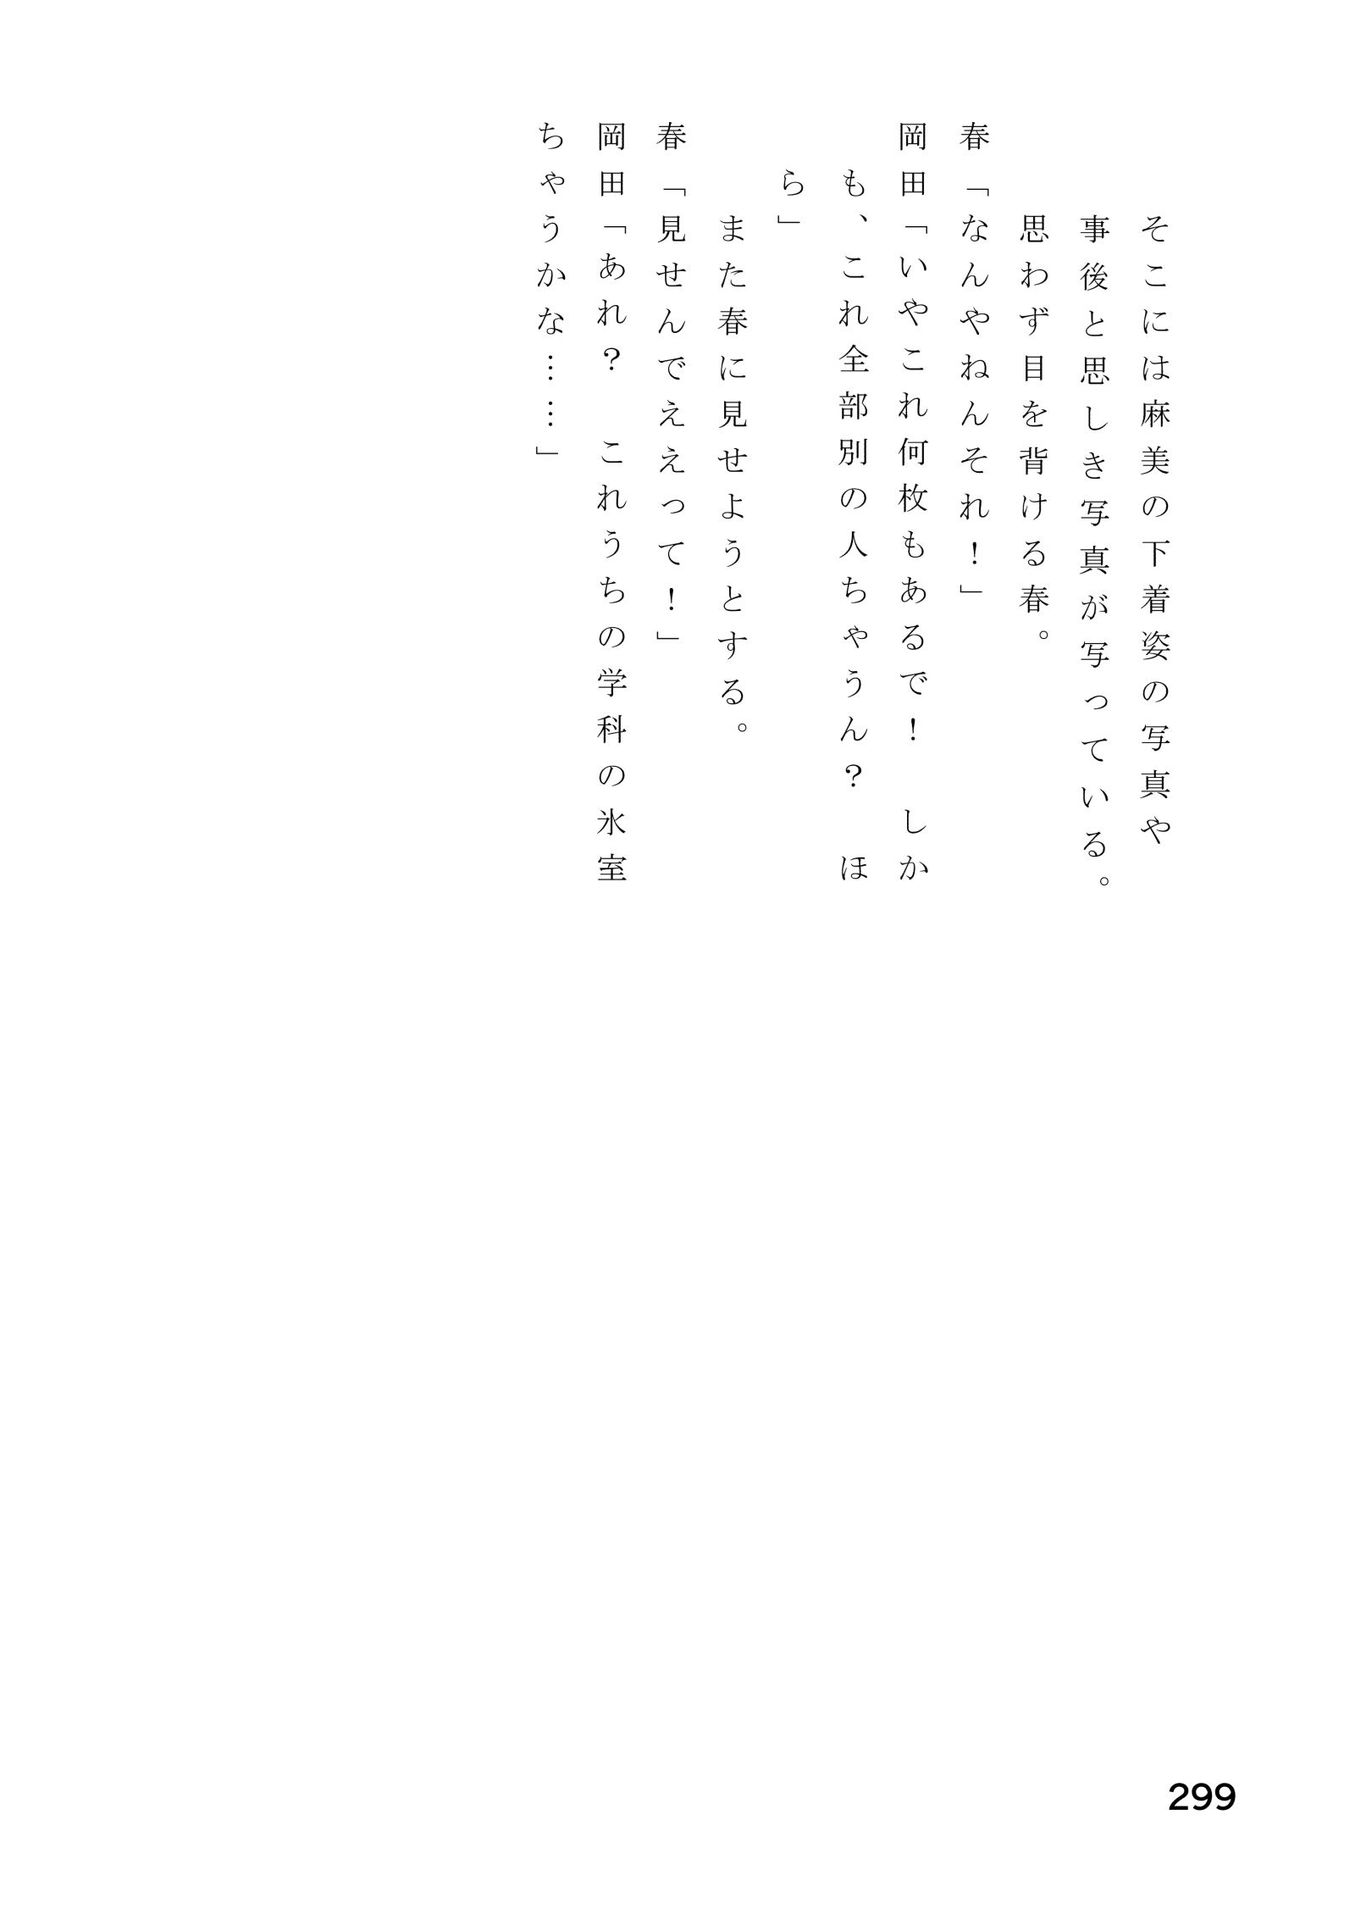 そこには麻美の下着姿の写真や
事後と思しき写真が写っている。
思わず目を背ける春。
春「なんやねんそれ！」
岡田「いやこれ何枚もあるで！　しか
も、これ全部別の人ちゃうん？　ほ
ら」
また春に見せようとする。
春「見せんでええって！」
岡田「あれ？　これうちの学科の氷室
ちゃうかな……」
299